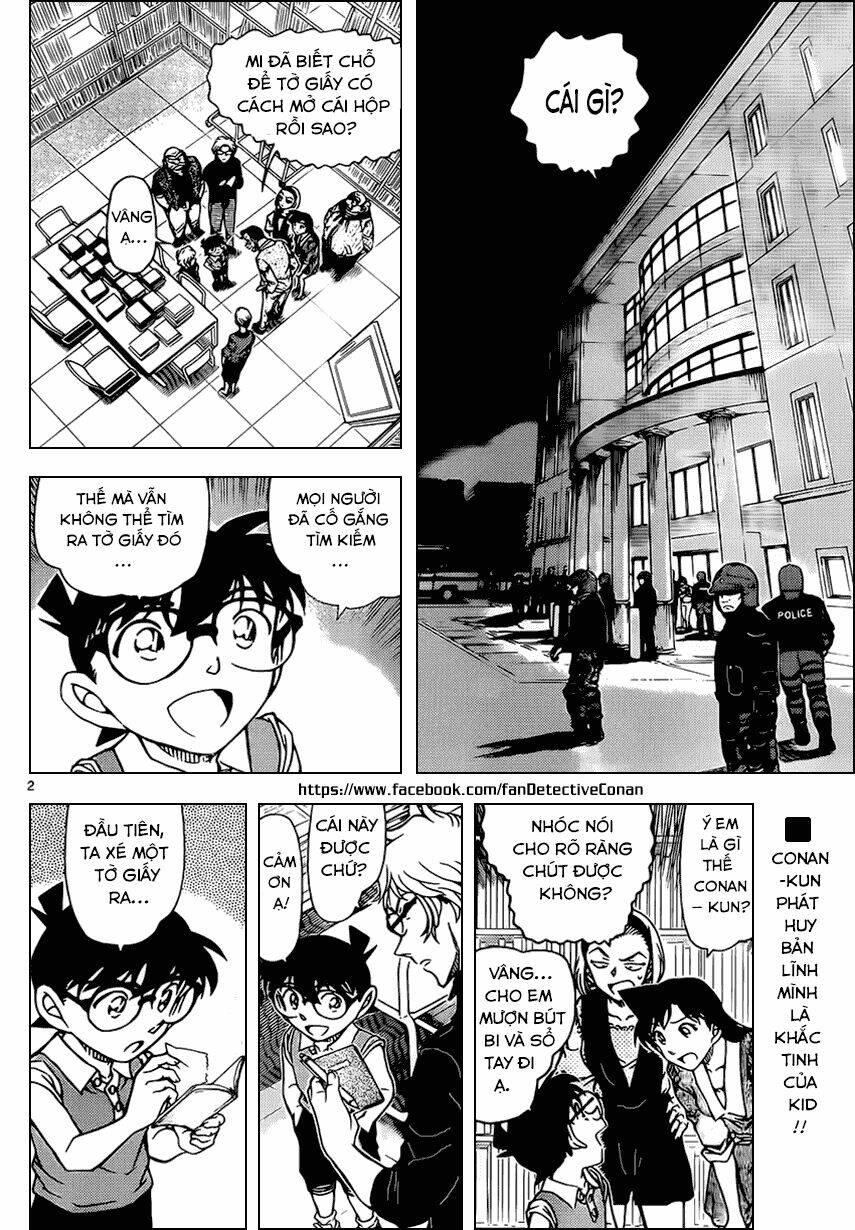 CÁI GÌ?
POLICE
MI ĐÃ BIẾT CHỖ
ĐỂ TỜ GIẤY CÓ
CÁCH MỞ CÁI HỘP
RỒI SAO?
VÂNG
Ạ...
MỌI NGƯỜI
ĐÃ CỐ GẮNG
TÌM KIẾM
...
THẾ MÀ VẪN
KHÔNG THỂ TÌM
RA TỜ GIẤY ĐÓ
...
2
https://www.facebook.com/fanDetectiveConan
CONAN
-KUN
PHÁT
HUY
BẢN
LĨNH
MÌNH
LÀ
KHẮC
TINH
CỦA
KID
!!
Ý EM
LÀ GÌ
THẾ
CONAN
– KUN?
NHÓC NÓI
CHO RÕ RÀNG
CHÚT ĐƯỢC
KHÔNG?
VÂNG...
CHO EM
MƯỢN BÚT
BI VÀ SỔ
TAY ĐI
Ạ.
CÁI NÀY
ĐƯỢC
CHỨ?
CẢM
ƠN
Ạ!
ĐẦU TIÊN,
TA XÉ MỘT
TỜ GIẤY
RA...